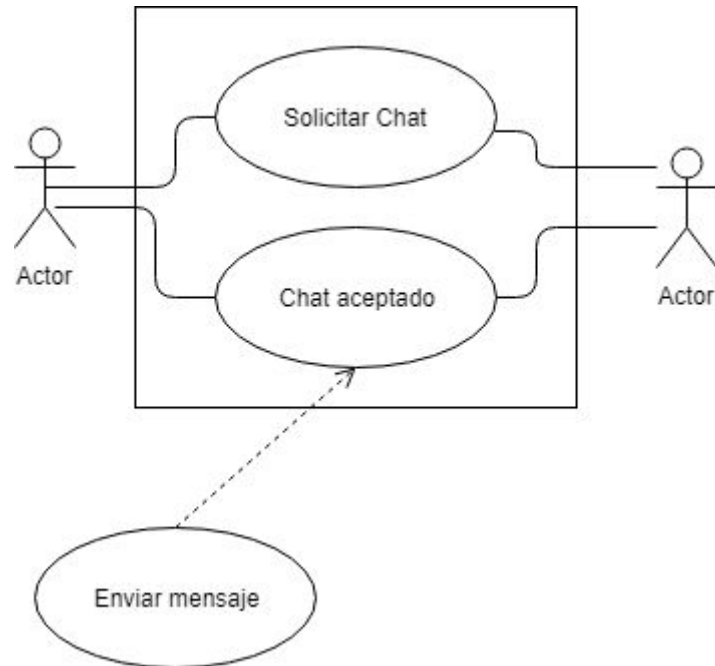 Solicitar Chat
Actor
Actor
Chat aceptado
Enviar mensaje